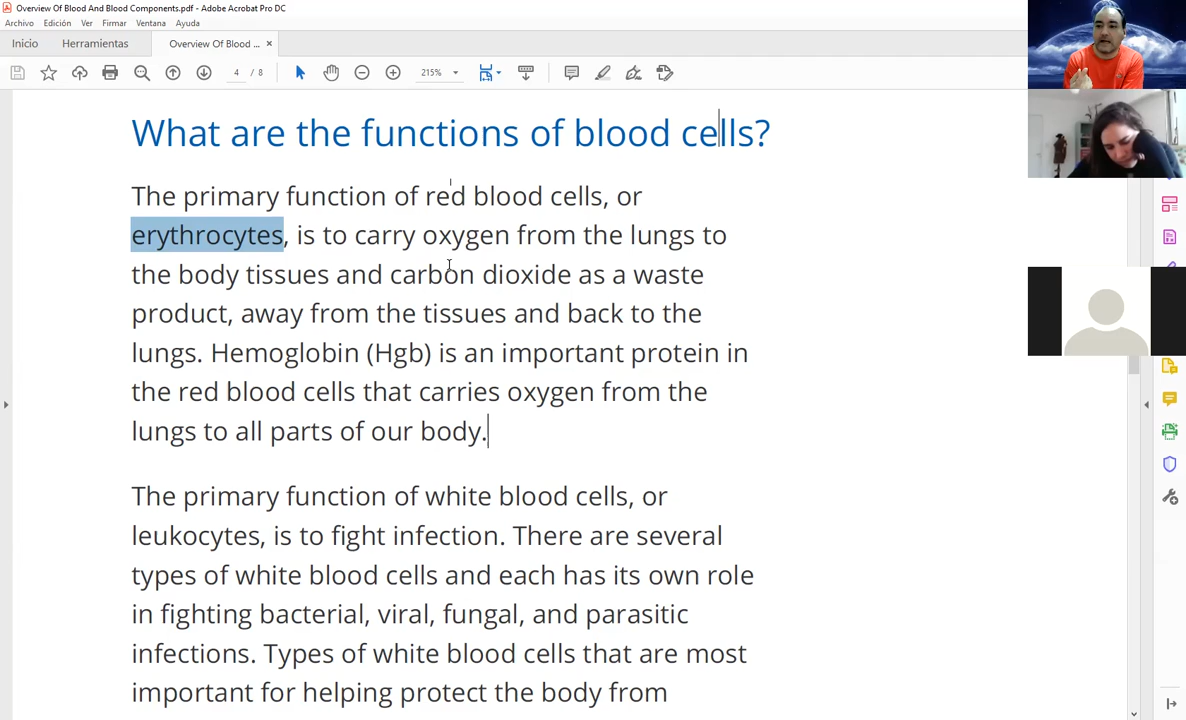 Overview Of Blood And Blood Components.pdf - Adobe Acrobat Pro DC
Archivo Edición Ver Firmar Ventana Ayuda
Inicio Herramientas Overview Of Blood ... ×
4 / 8 215%
What are the functions of blood cells?
The primary function of red blood cells, or
erythrocytes, is to carry oxygen from the lungs to
the body tissues and carbon dioxide as a waste
product, away from the tissues and back to the
lungs. Hemoglobin (Hgb) is an important protein in
the red blood cells that carries oxygen from the
lungs to all parts of our body.
The primary function of white blood cells, or
leukocytes, is to fight infection. There are several
types of white blood cells and each has its own role
in fighting bacterial, viral, fungal, and parasitic
infections. Types of white blood cells that are most
important for helping protect the body from